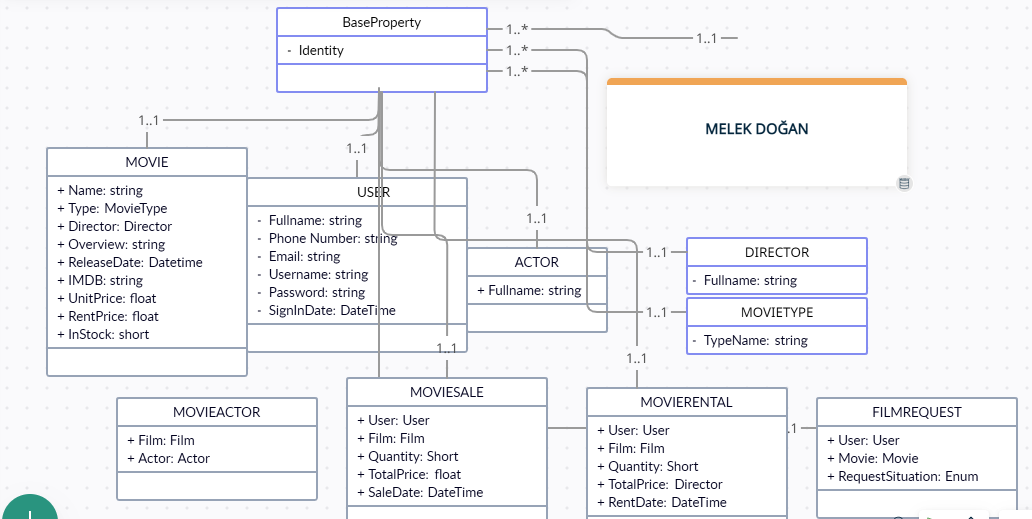 BaseProperty
- Identity
1..*
1..*
1..*
1..1
MELEK DOĞAN
1..1
1..1
1..1
MOVIE
+ Name: string
+ Type: MovieType
+ Director: Director
+ Overview: string
+ ReleaseDate: Datetime
+ IMDB: string
+ UnitPrice: float
+ RentPrice: float
+ InStock: short
USER
- Fullname: string
- Phone Number: string
- Email: string
- Username: string
- Password: string
- SignInDate: DateTime
ACTOR
+ Fullname: string
1..1
DIRECTOR
- Fullname: string
1..1
MOVIETYPE
- TypeName: string
1..1
1..1
MOVIEACTOR
+ Film: Film
+ Actor: Actor
MOVIESALE
+ User: User
+ Film: Film
+ Quantity: Short
+ TotalPrice: float
+ SaleDate: DateTime
MOVIERENTAL
+ User: User
+ Film: Film
+ Quantity: Short
+ TotalPrice: Director
+ RentDate: DateTime
.1
FILMREQUEST
+ User: User
+ Movie: Movie
+ RequestSituation: Enum